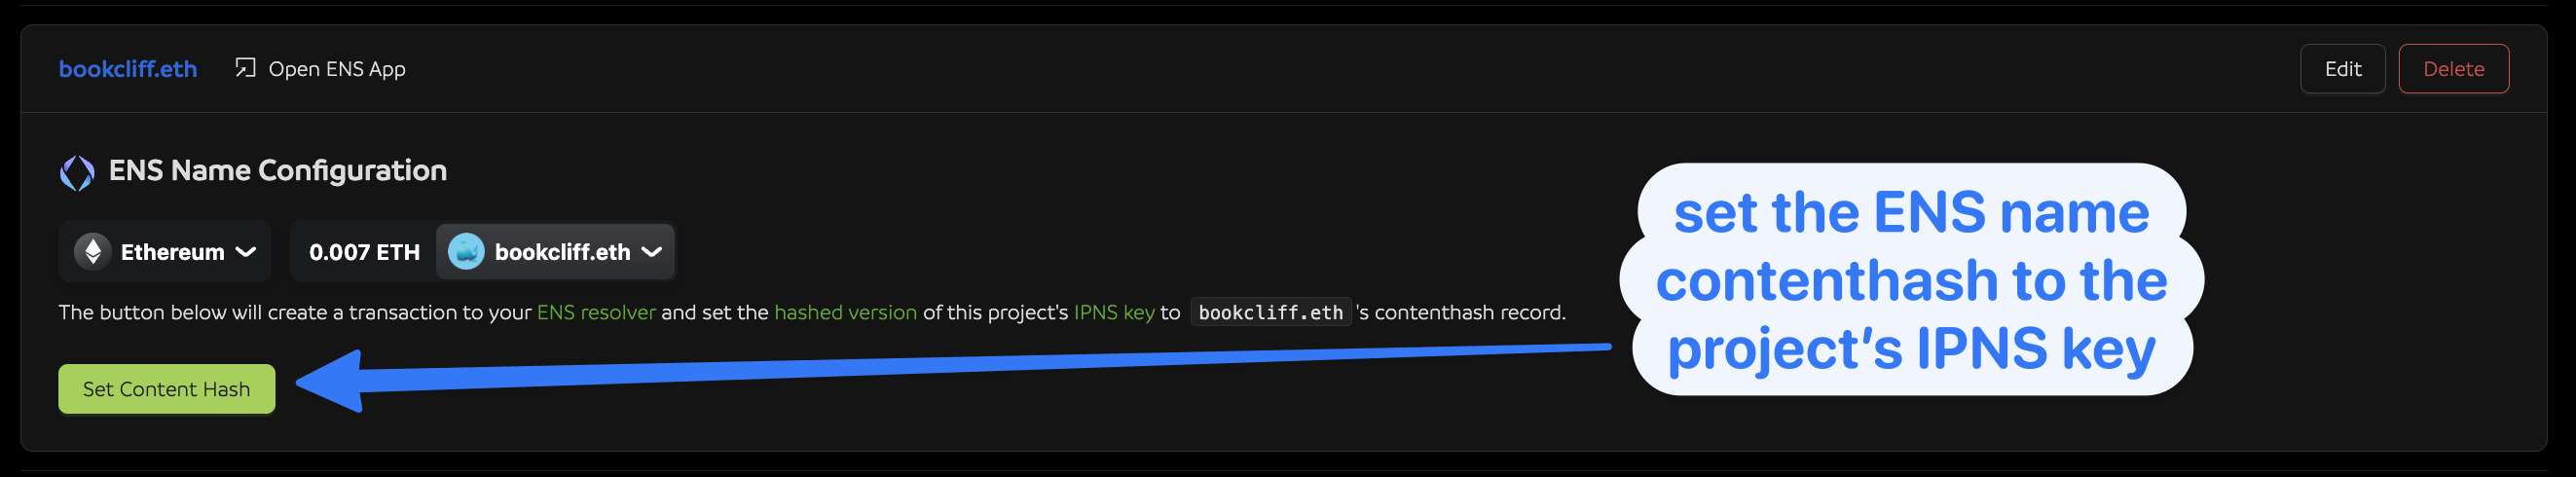 bookcliff.eth Open ENS App Edit Delete
ENS Name Configuration
Ethereum 0.007 ETH bookcliff.eth
The button below will create a transaction to your ENS resolver and set the hashed version of this project's IPNS key to bookcliff.eth 's contenthash record.
Set Content Hash
set the ENS name
contenthash to the
project’s IPNS key